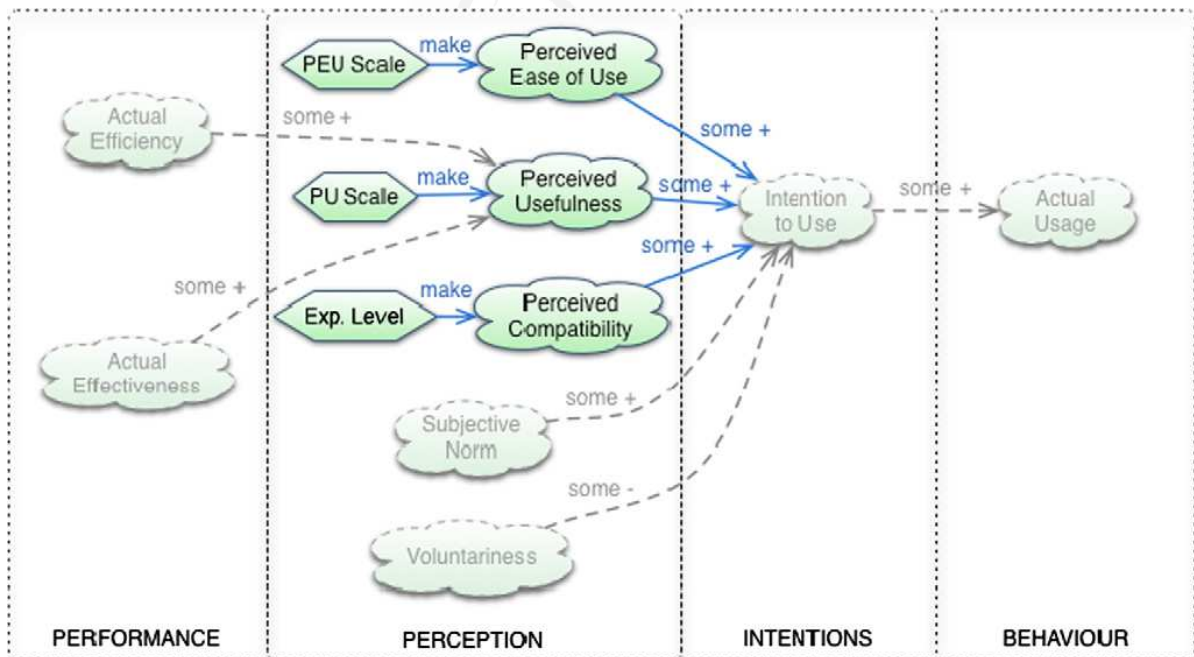 make
PEU Scale
Perceived
Ease of Use
Actual
Efficiency
some +
some +
make
PU Scale
Perceived
Usefulness
some +
Intention
to Use
some +
Actual
Usage
some +
some +
make
Exp. Level
Perceived
Compatibility
Actual
Effectiveness
some +
Subjective
Norm
some -
Voluntariness
PERFORMANCE
PERCEPTION
INTENTIONS
BEHAVIOUR